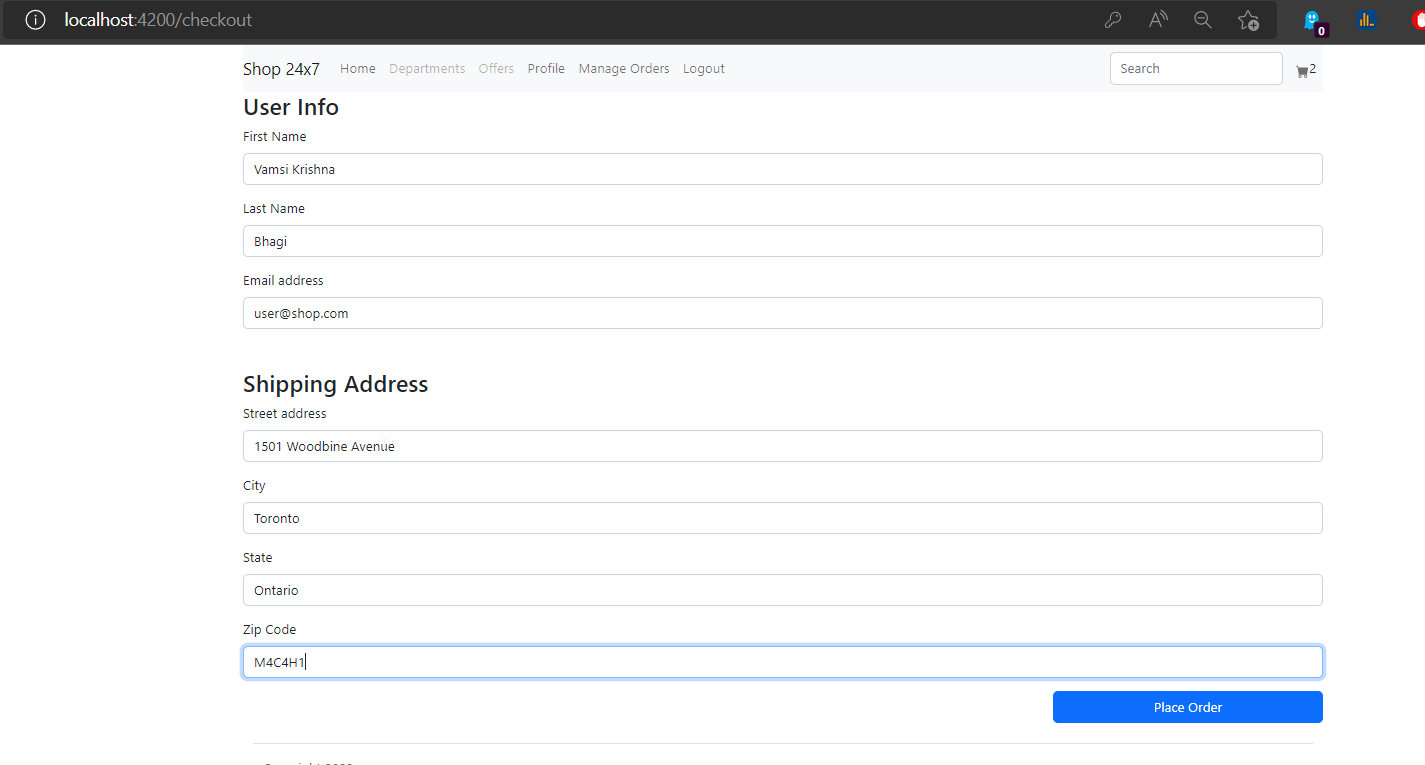 localhost:4200/checkout
0
Shop 24x7 Home Departments Offers Profile Manage Orders Logout Search 2
User Info
First Name
Vamsi Krishna
Last Name
Bhagi
Email address
user@shop.com
Shipping Address
Street address
1501 Woodbine Avenue
City
Toronto
State
Ontario
Zip Code
M4C4H1
Place Order